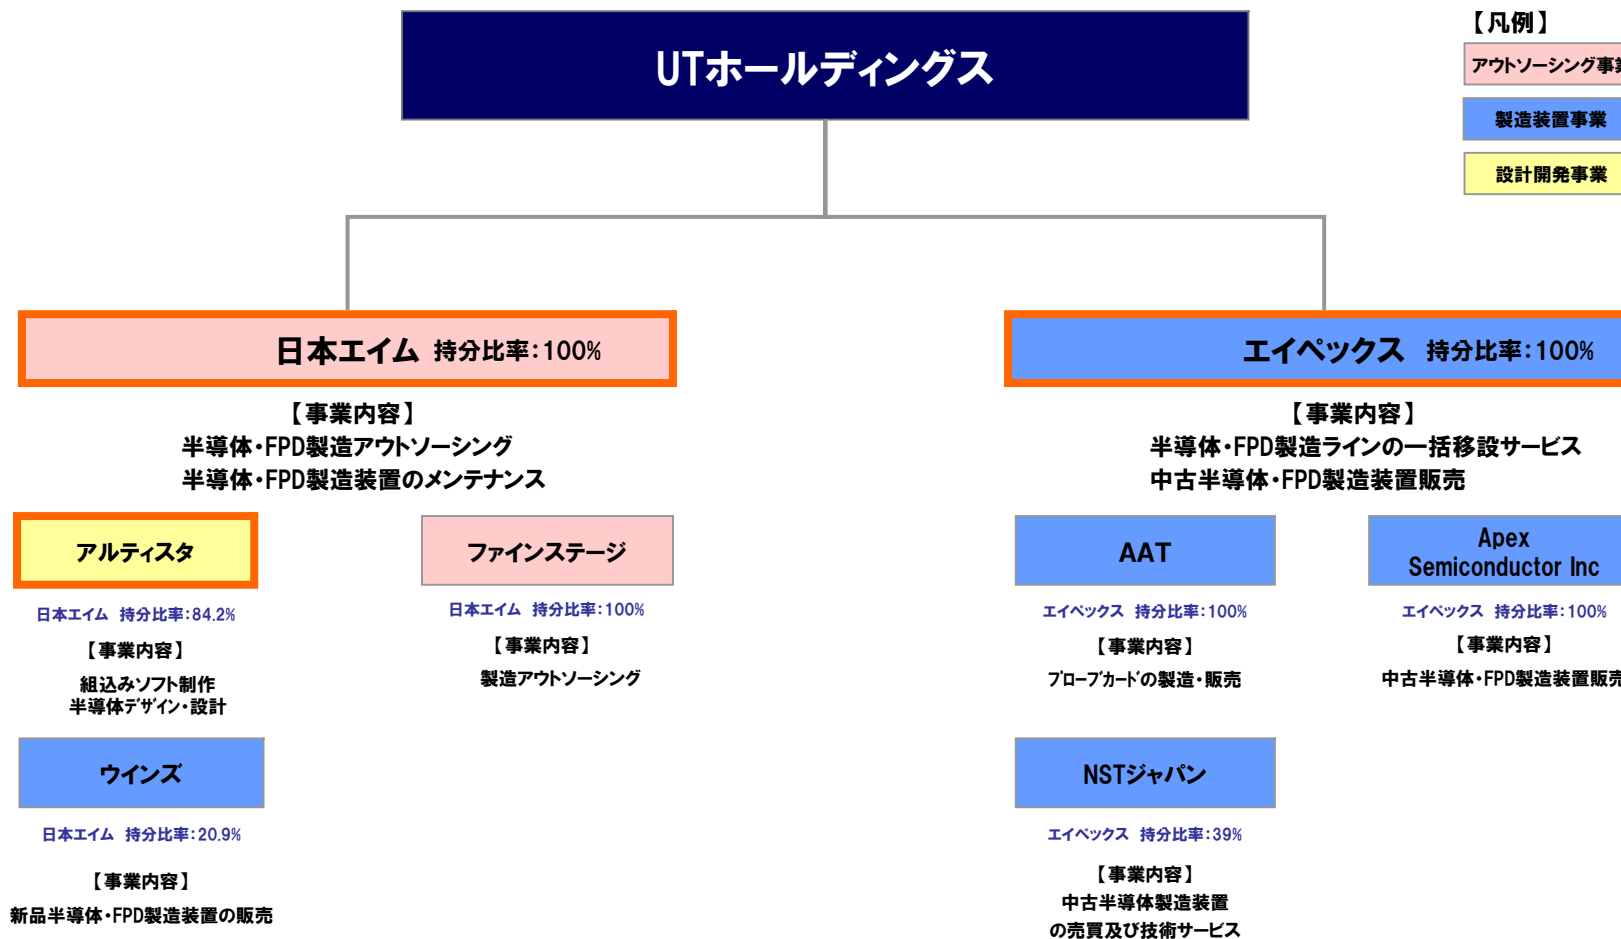 UTホールディングス
【凡例】
アウトソーシング事業
製造装置事業
設計開発事業
日本エイム 持分比率：100%
【事業内容】
半導体・FPD製造アウトソーシング
半導体・FPD製造装置のメンテナンス
エイペックス 持分比率：100%
【事業内容】
半導体・FPD製造ラインの一括移設サービス
中古半導体・FPD製造装置販売
アルティスタ
日本エイム 持分比率：84.2%
【事業内容】
組込みソフト制作
半導体ﾃﾞｻﾞｲﾝ・設計
ファインステージ
日本エイム 持分比率：100%
【事業内容】
製造アウトソーシング
AAT
エイペックス 持分比率：100%
【事業内容】
ﾌﾟﾛｰﾌﾞｶｰﾄﾞの製造・販売
Apex
Semiconductor Inc
エイペックス 持分比率：100%
【事業内容】
中古半導体・FPD製造装置販売
ウインズ
日本エイム 持分比率：20.9%
【事業内容】
新品半導体・FPD製造装置の販売
NSTジャパン
エイペックス 持分比率：39%
【事業内容】
中古半導体製造装置
の売買及び技術サービス